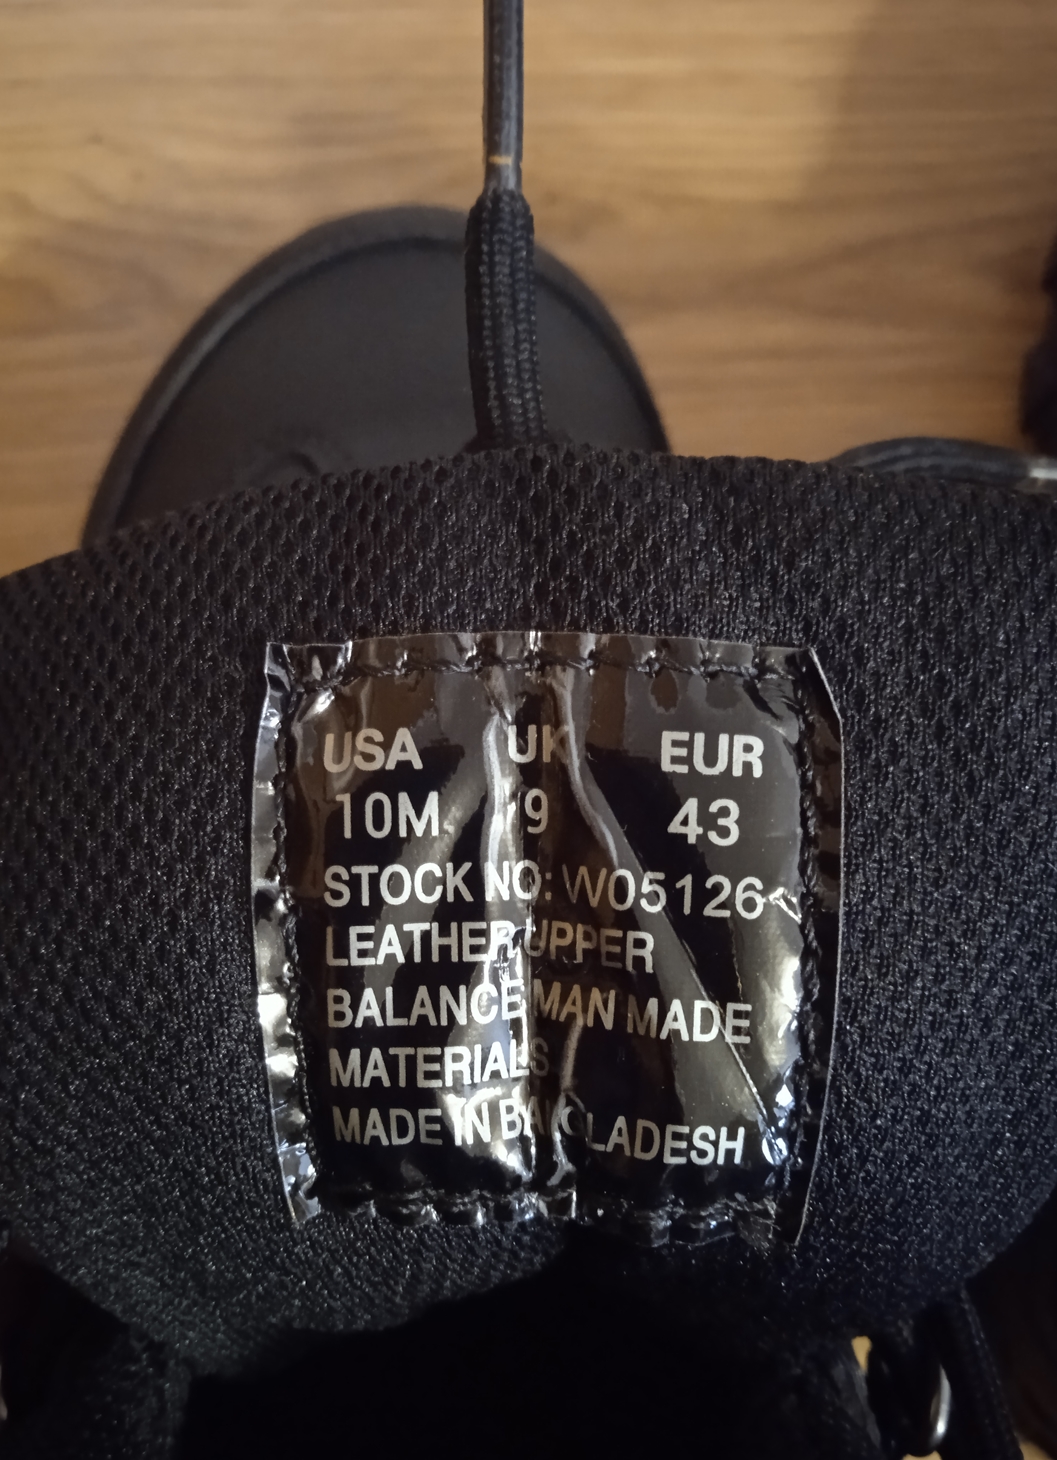 USA UK EUR
10M 9 43
STOCK NO: W05126
LEATHER UPPER
BALANCE MAN MADE
MATERIALS
MADE IN BANGLADESH